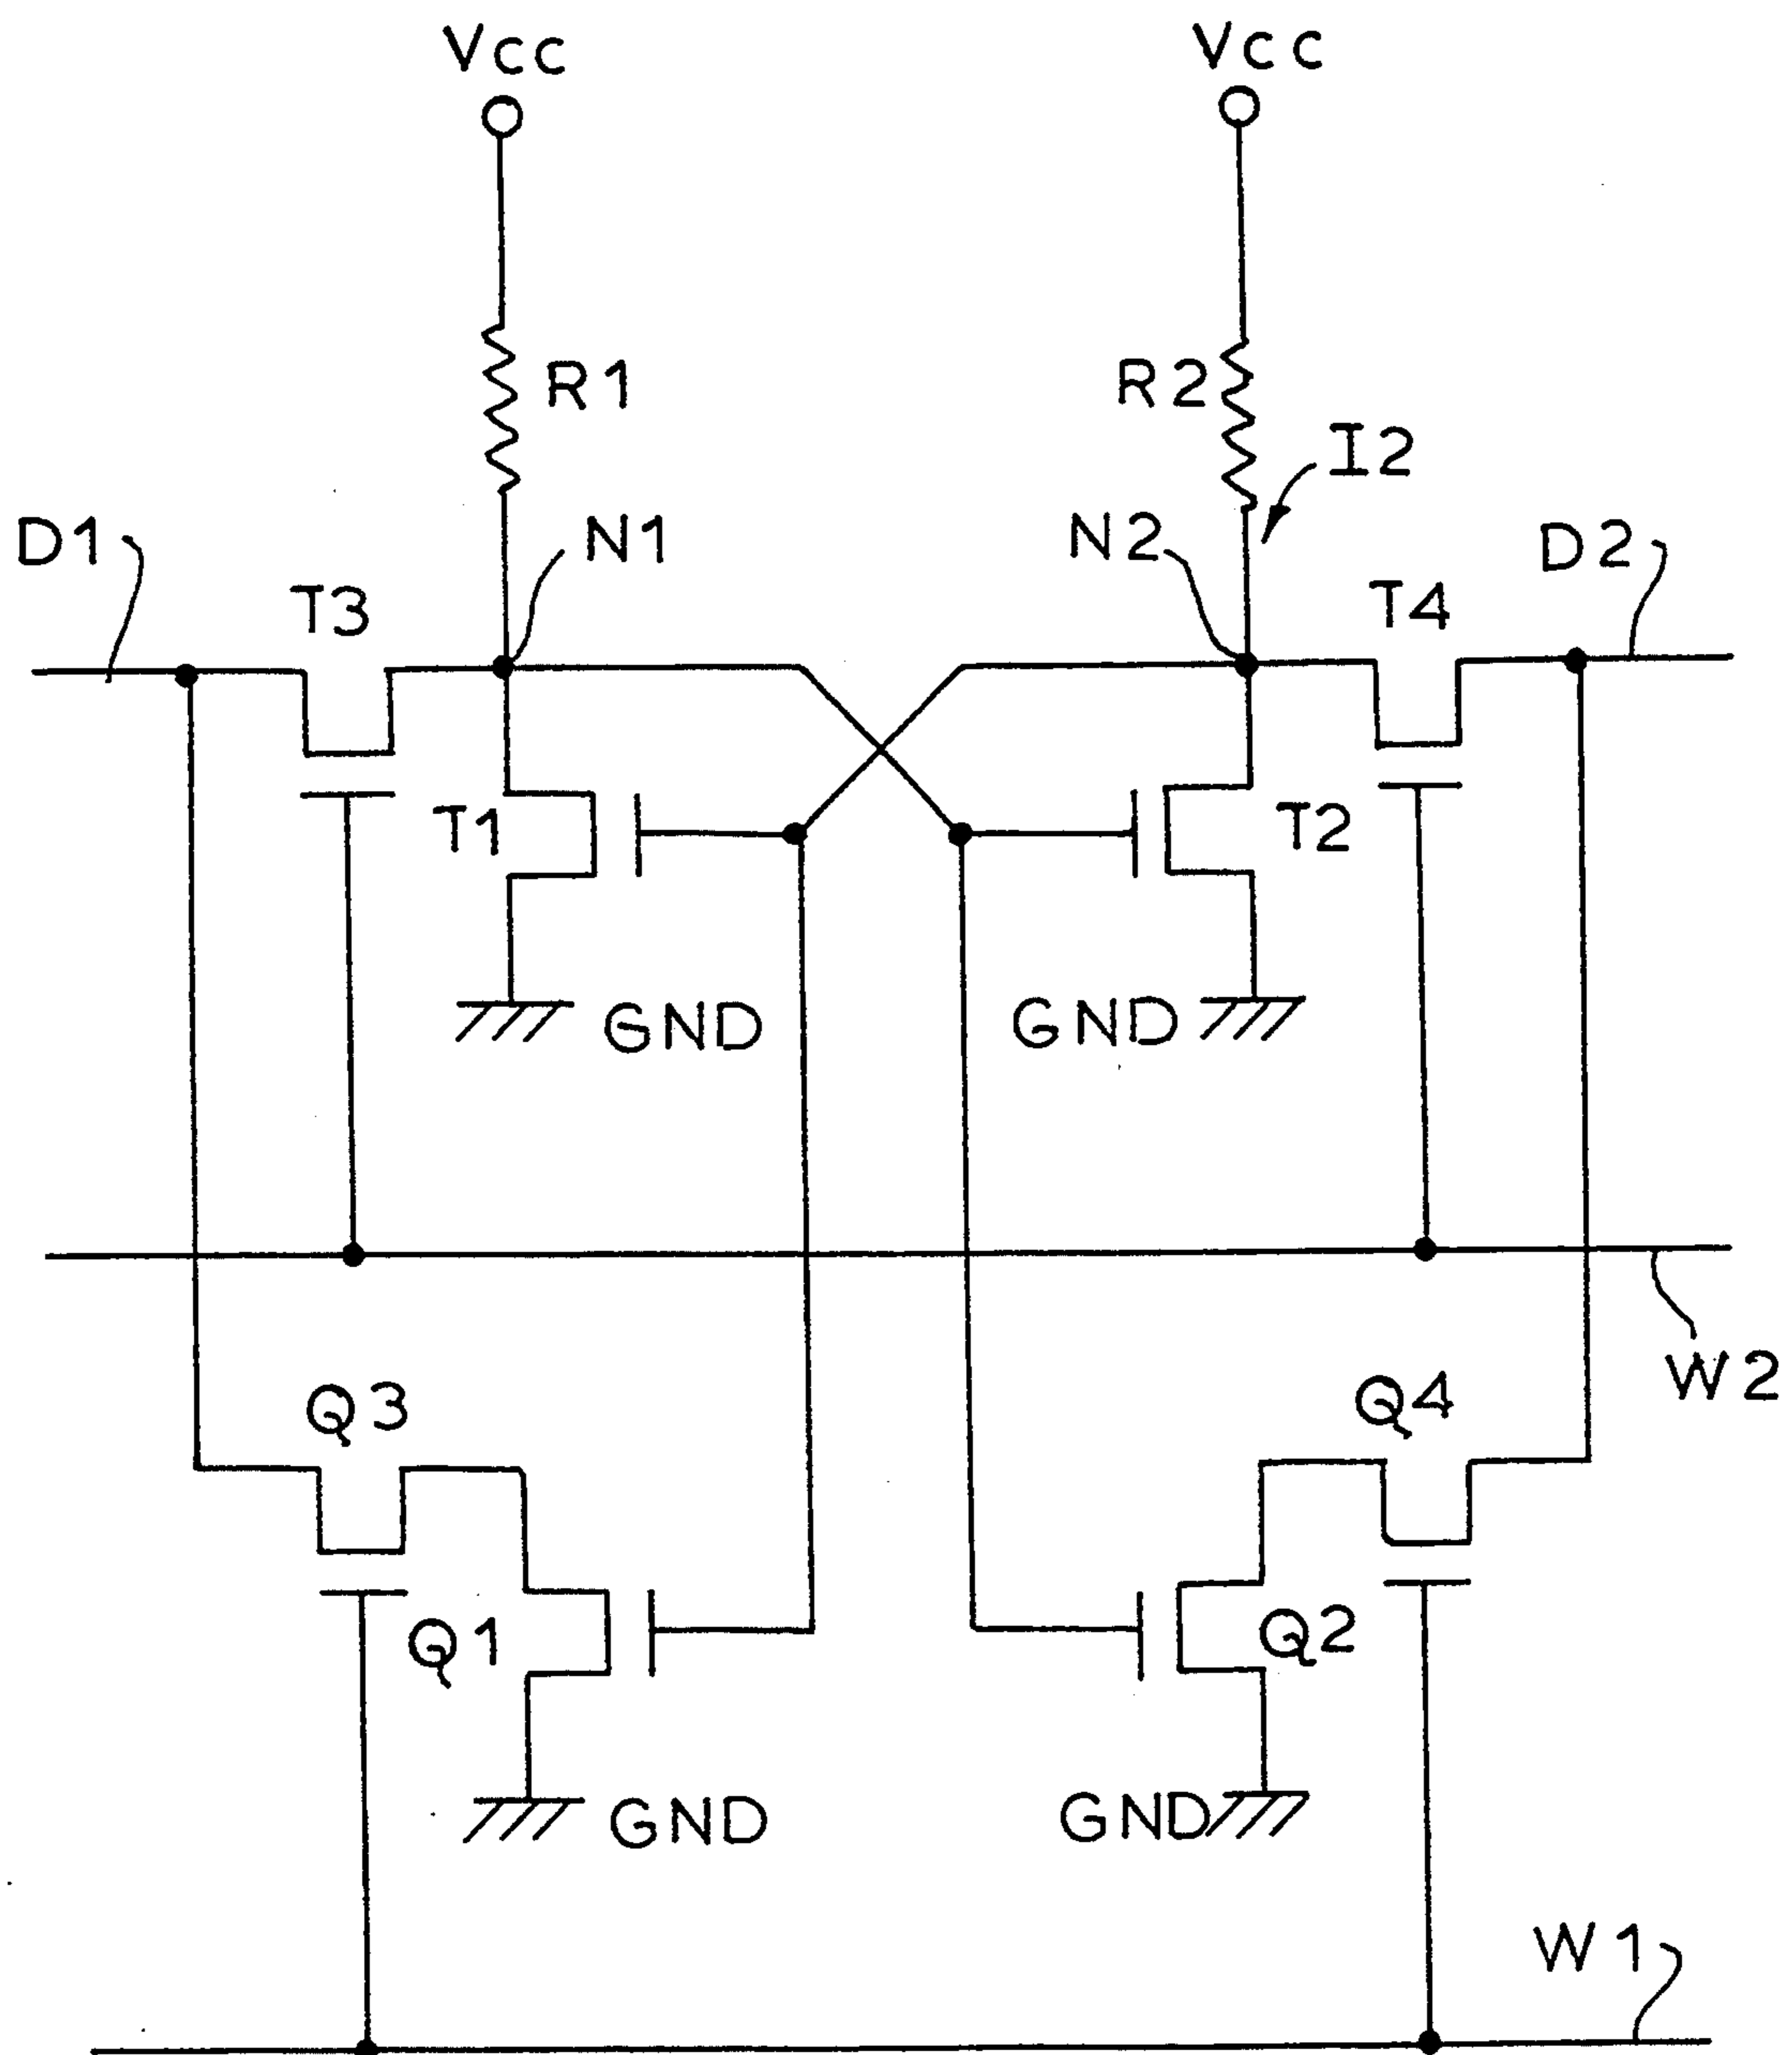 Vcc
Vcc
R1
R2
I2
D1
N1
N2
D2
T3
T4
T1
T2
GND
GND
W2
Q3
Q4
Q1
Q2
GND
GND
W1